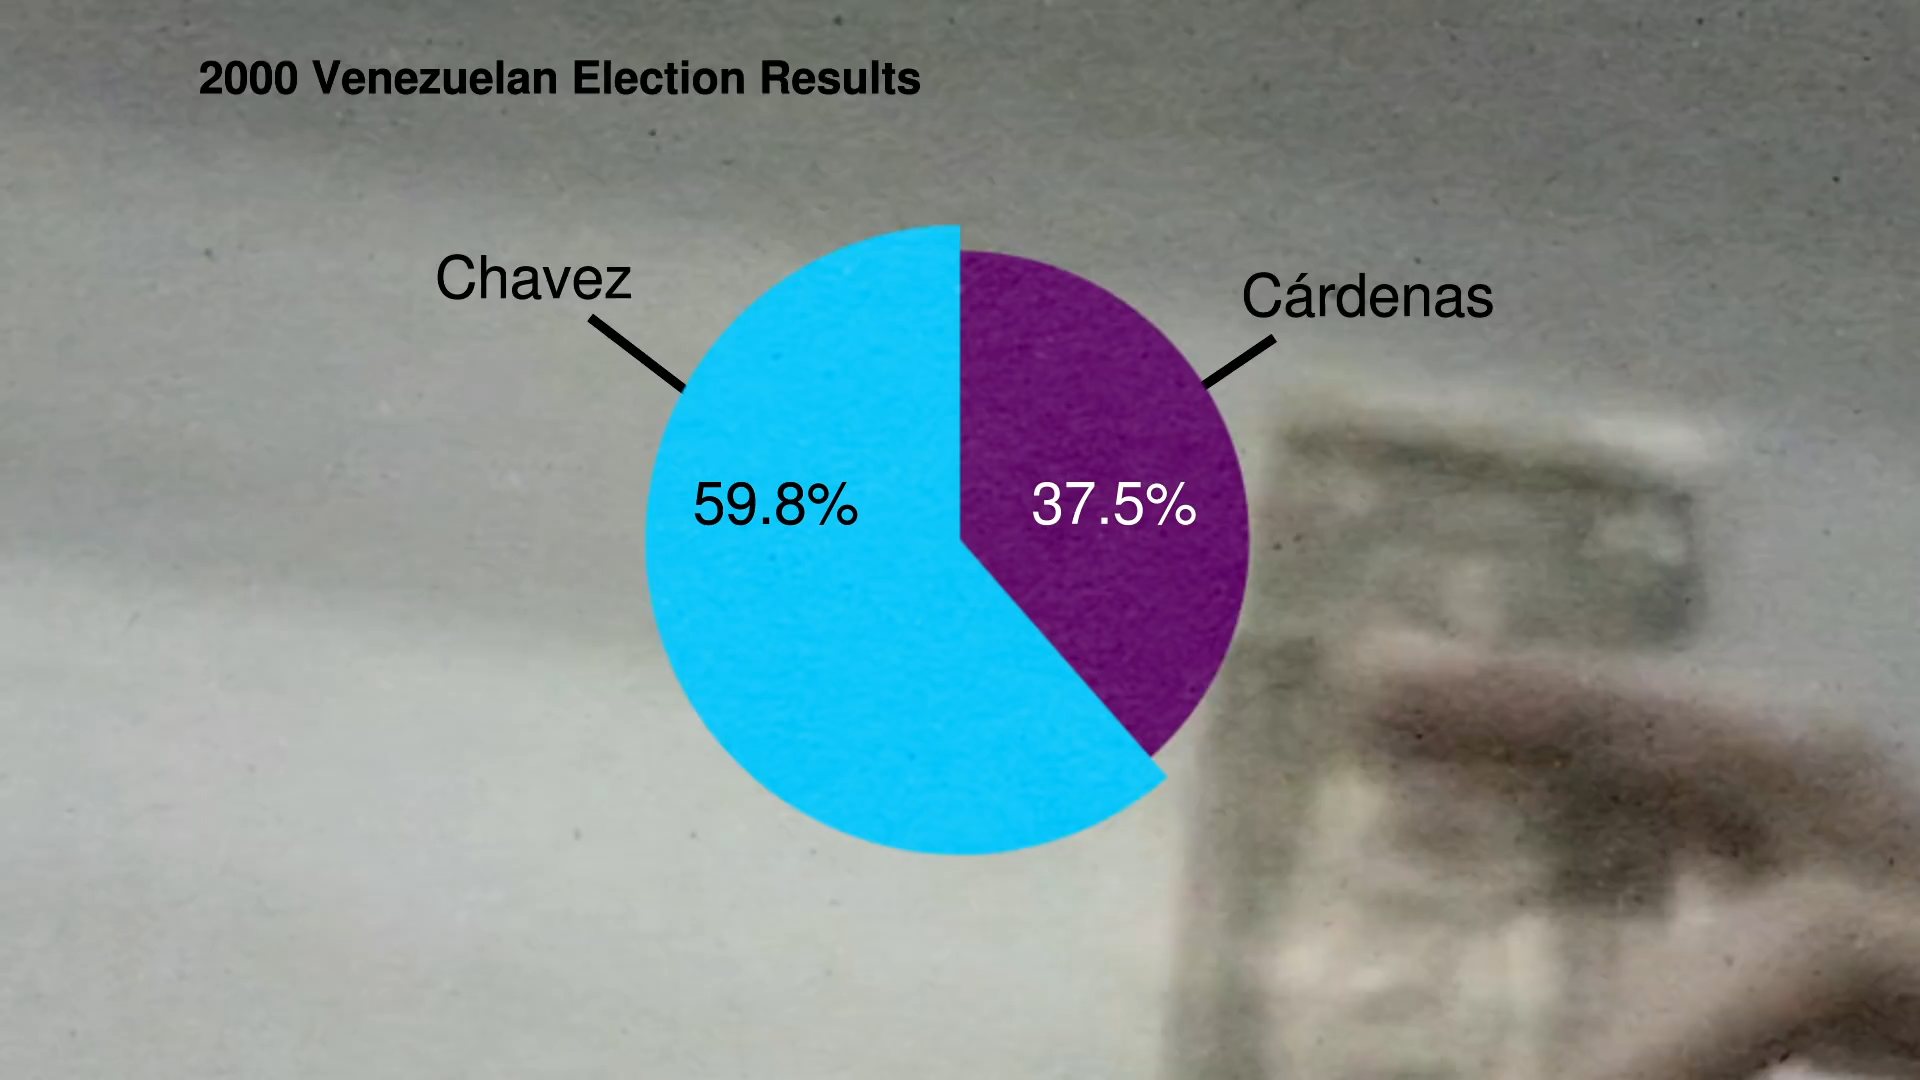 2000 Venezuelan Election Results
Chavez
Cárdenas
59.8%
37.5%